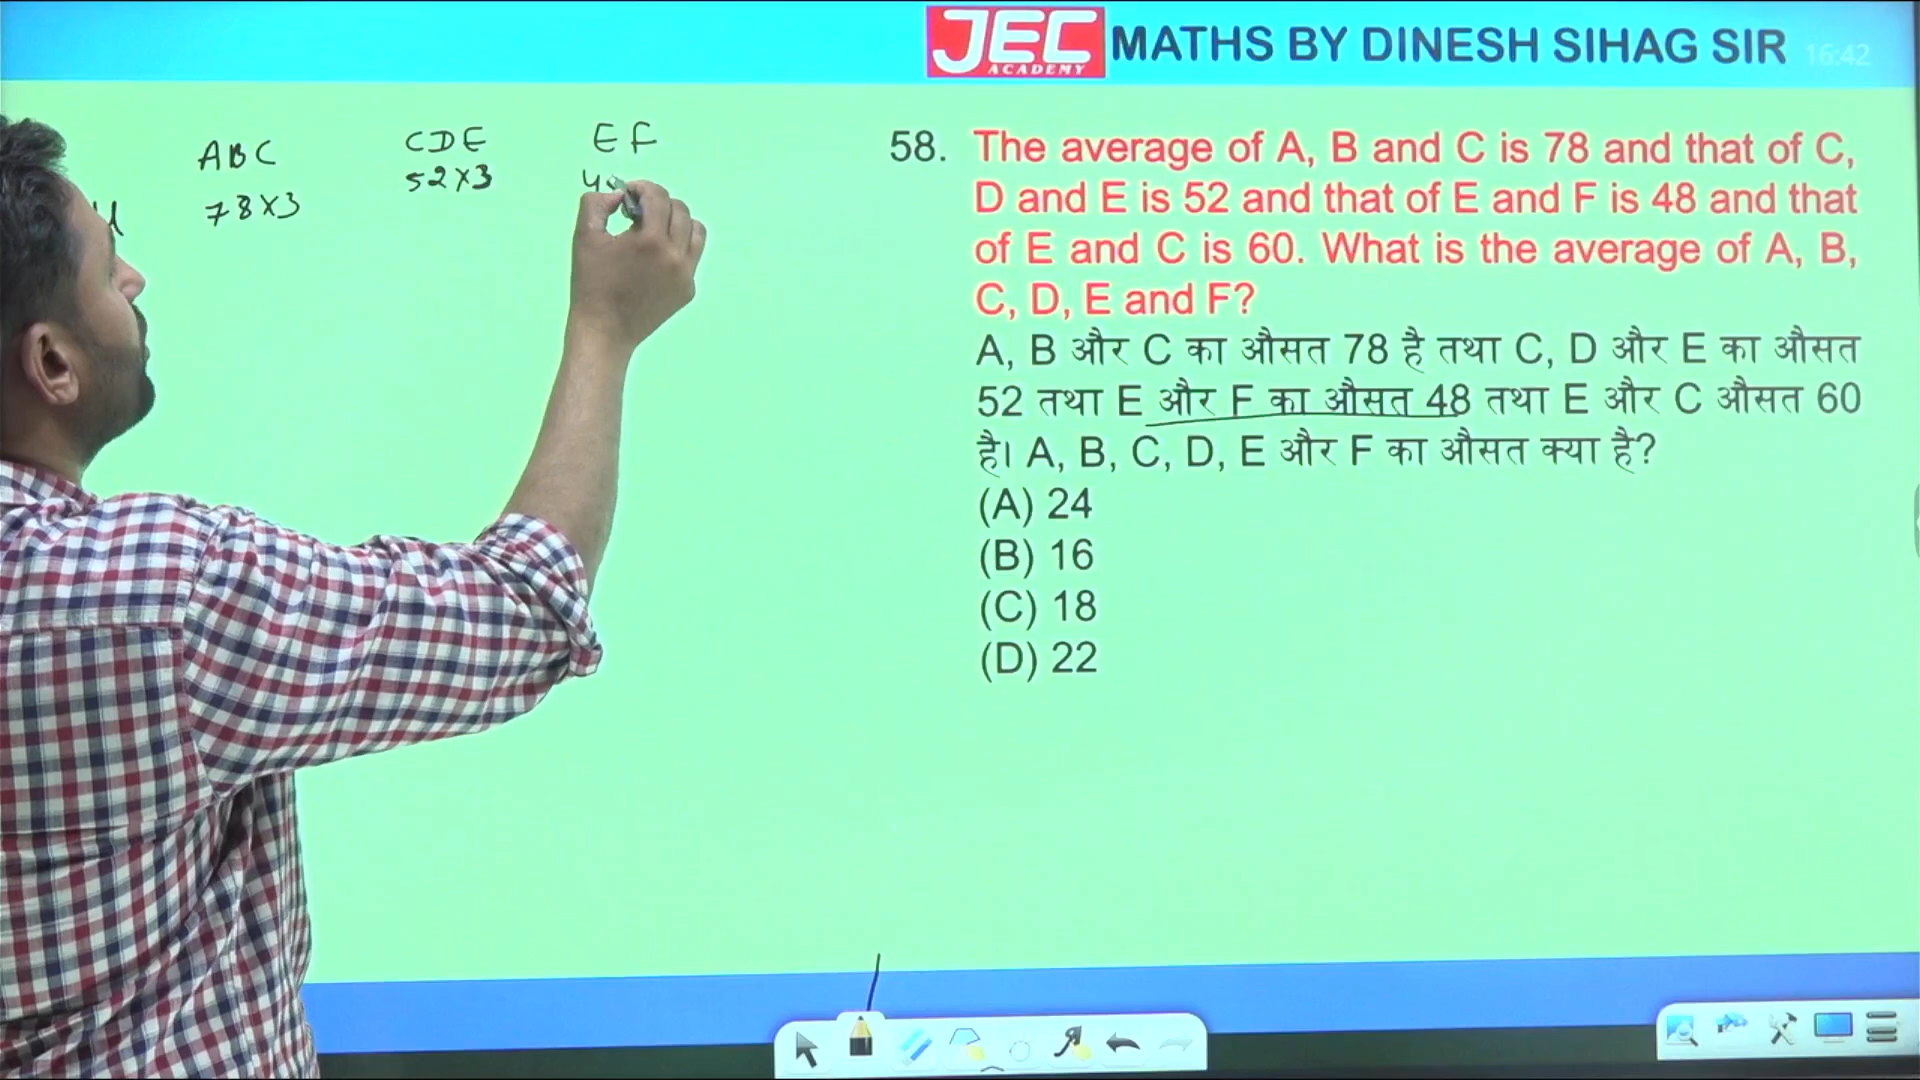 JEC
ACADEMY
MATHS BY DINESH SIHAG SIR
16:42
A B C
78×3
C D E
52×3
E F
58. The average of A, B and C is 78 and that of C,
D and E is 52 and that of E and F is 48 and that
of E and C is 60. What is the average of A, B,
C, D, E and F?
A, B और C का औसत 78 है तथा C, D और E का औसत
52 तथा E और F का औसत 48 तथा E और C औसत 60
है। A, B, C, D, E और F का औसत क्या है?
(A) 24
(B) 16
(C) 18
(D) 22